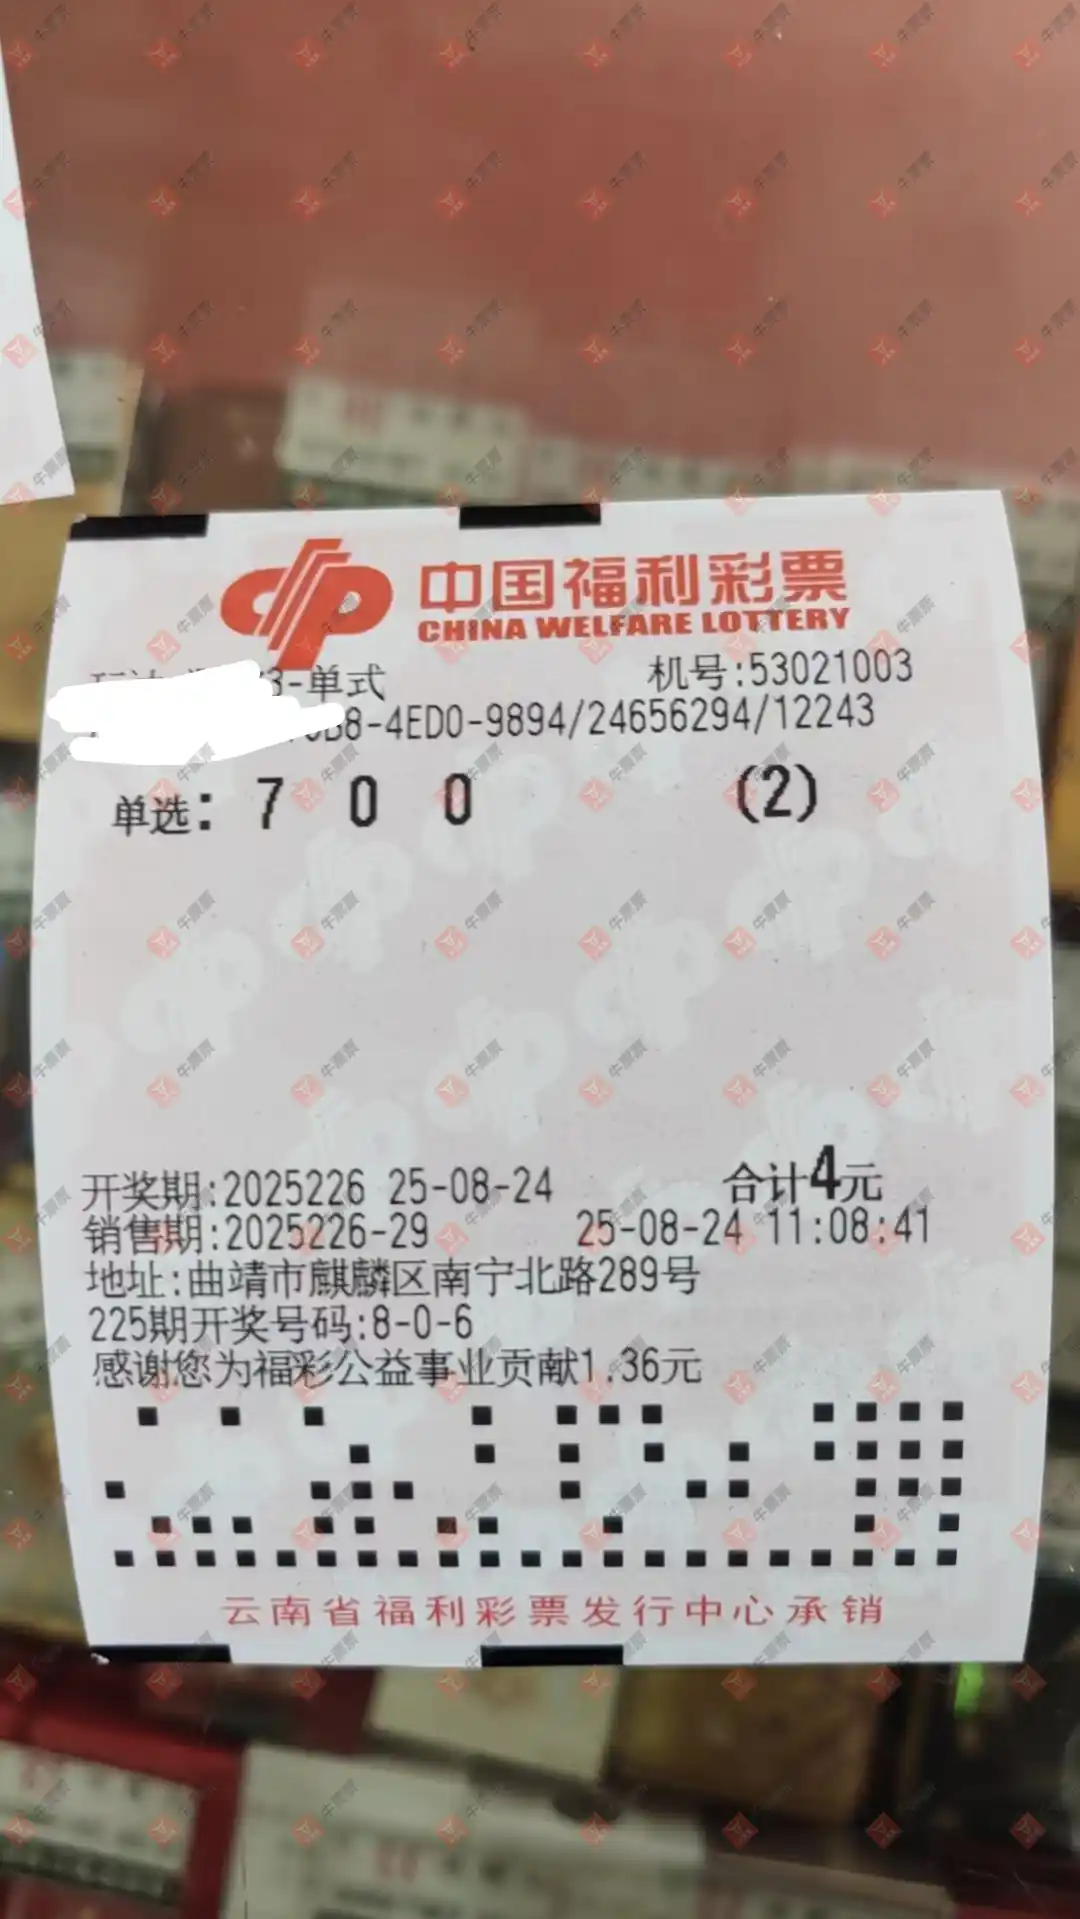 中国福利彩票
CHINA WELFARE LOTTERY
3-单式 机号:53021003
B8-4ED0-9894/24656294/12243
单选: 7 0 0 (2)
开奖期:2025226 25-08-24 合计4元
销售期:2025226-29 25-08-24 11:08:41
地址:曲靖市麒麟区南宁北路289号
225期开奖号码:8-0-6
感谢您为福彩公益事业贡献1.36元
云南省福利彩票发行中心承销
牛票票